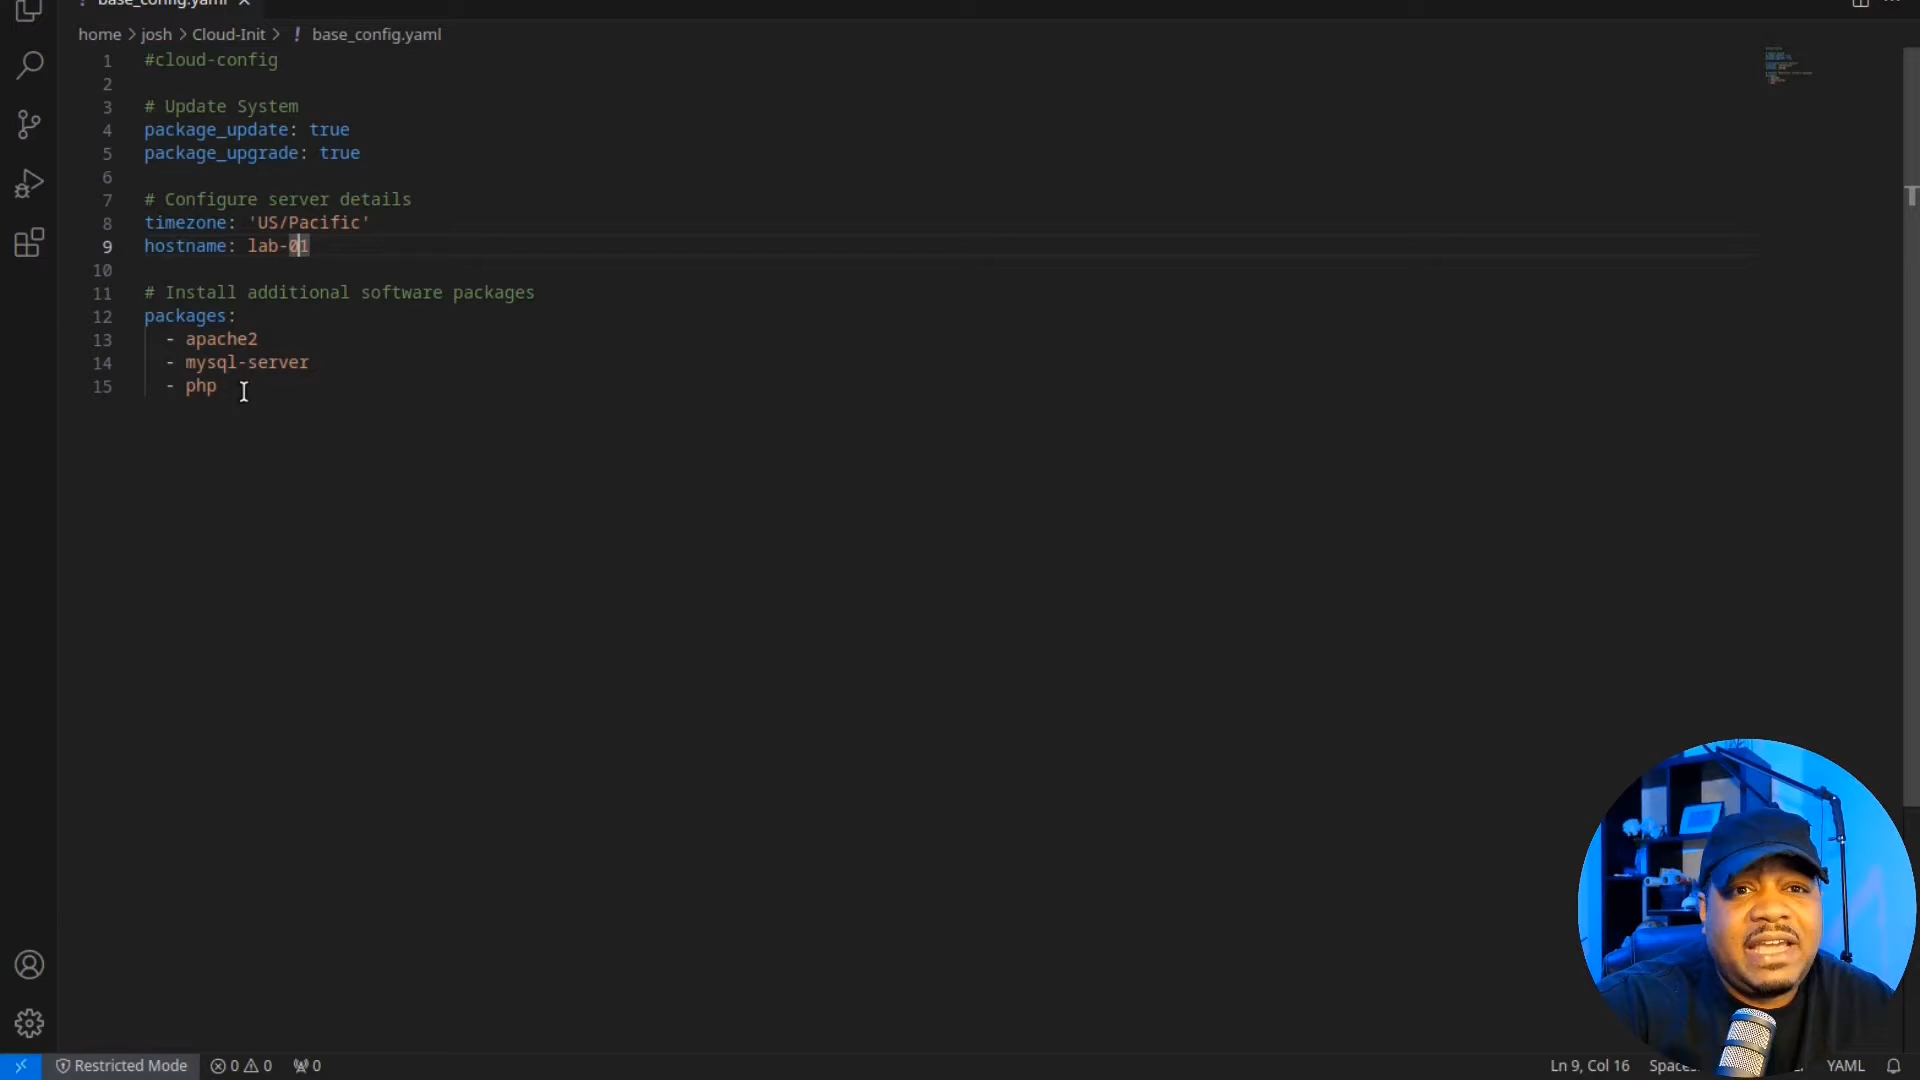 base_config.yaml
home > josh > Cloud-Init > ! base_config.yaml
1 #cloud-config
2
3 # Update System
4 package_update: true
5 package_upgrade: true
6
7 # Configure server details
8 timezone: 'US/Pacific'
9 hostname: lab-01
10
11 # Install additional software packages
12 packages:
13 - apache2
14 - mysql-server
15 - php
Restricted Mode 0 0 0 Ln 9, Col 16 Spaces YAML